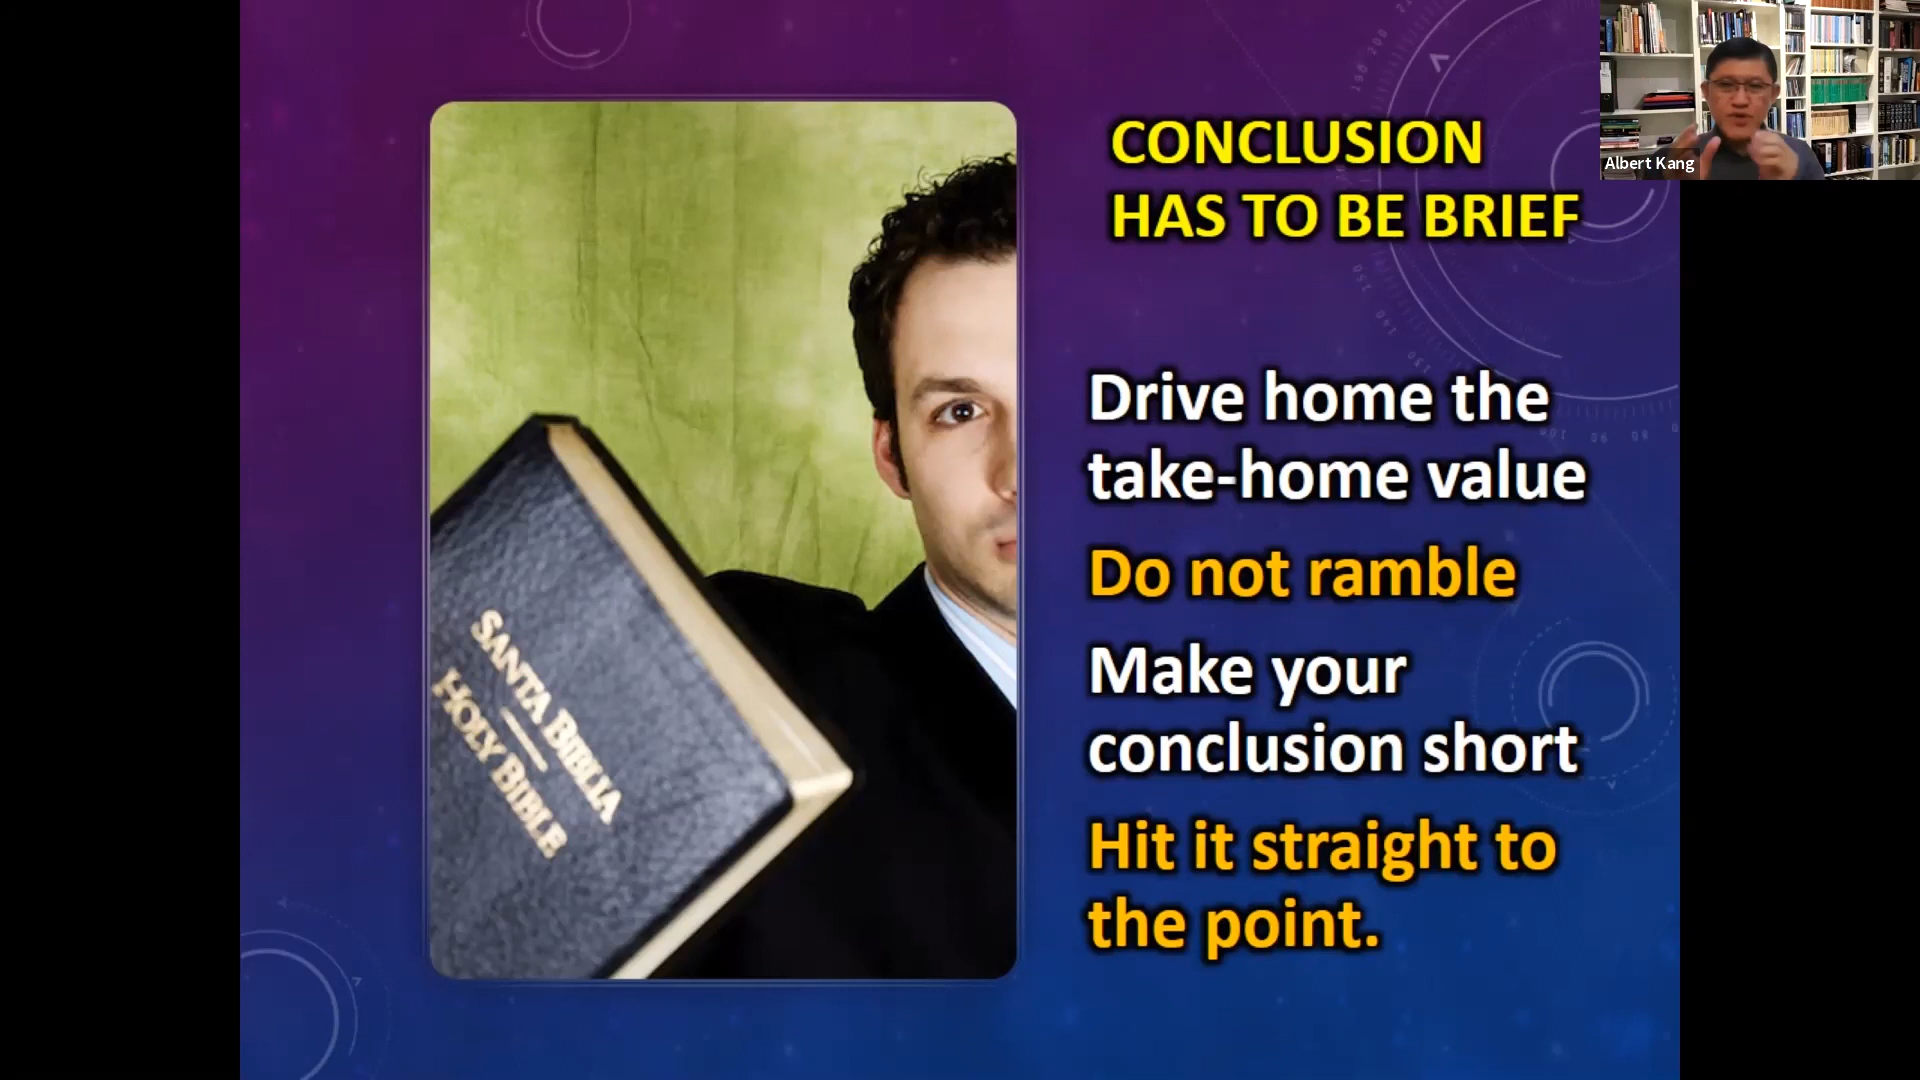 CONCLUSION
HAS TO BE BRIEF
Albert Kang
Drive home the
take-home value
Do not ramble
Make your
conclusion short
Hit it straight to
the point.
SANTA BIBLIA
HOLY BIBLE